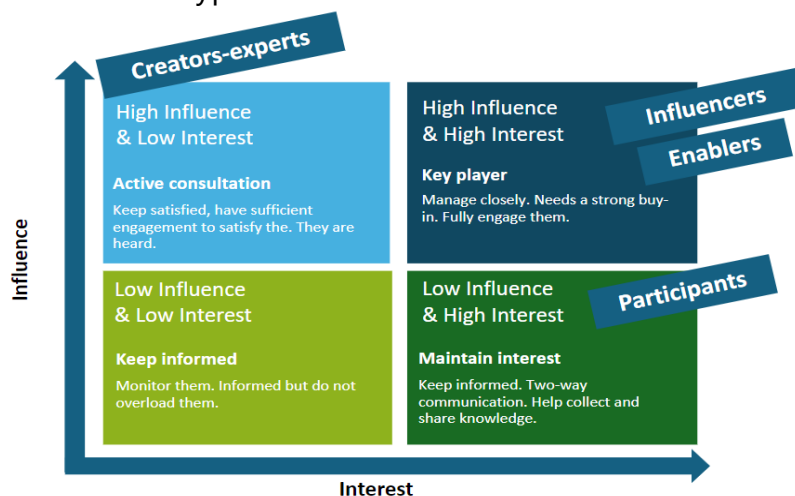 Creators-experts
High Influence
& Low Interest
Active consultation
Keep satisfied, have sufficient
engagement to satisfy the. They are
heard.
High Influence
& High Interest
Key player
Manage closely. Needs a strong buy-
in. Fully engage them.
Influencers
Enablers
Low Influence
& Low Interest
Keep informed
Monitor them. Informed but do not
overload them.
Low Influence
& High Interest
Maintain interest
Keep informed. Two-way
communication. Help collect and
share knowledge.
Participants
Influence
Interest